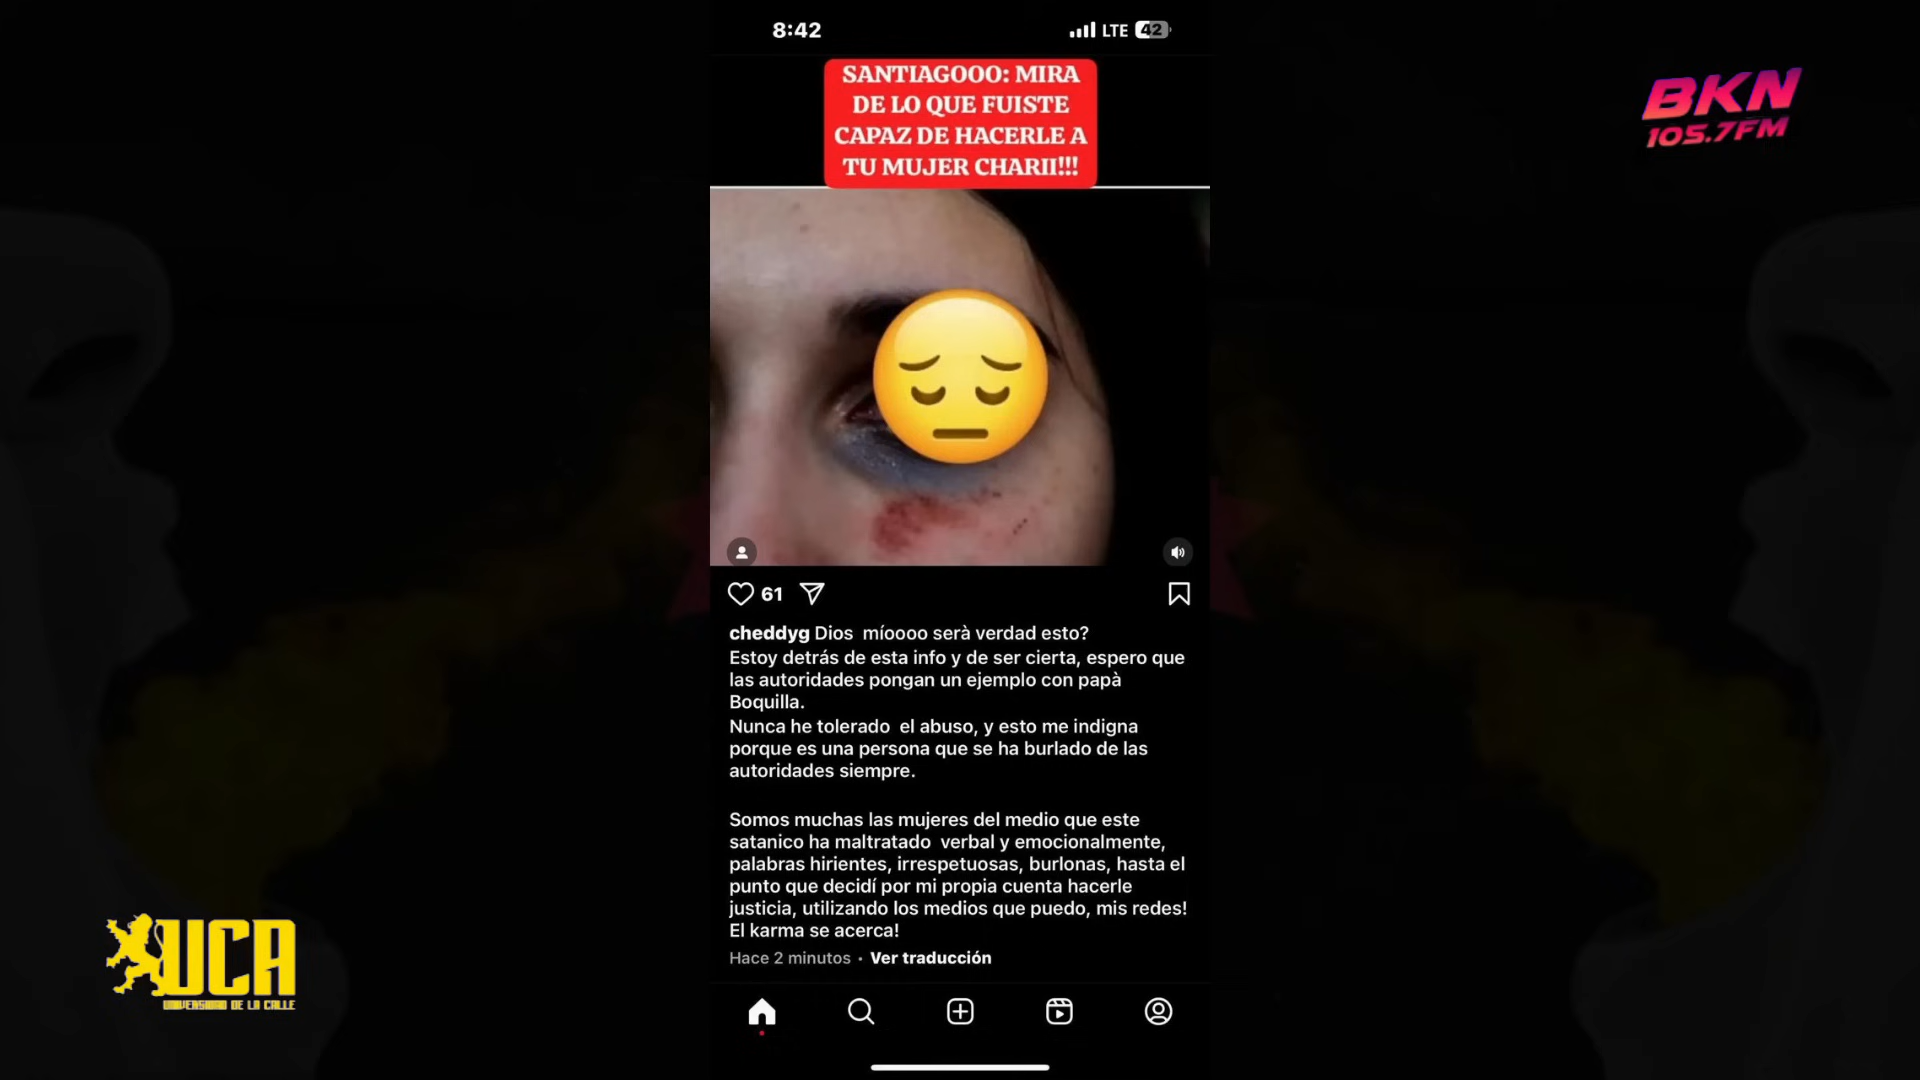 8:42
LTE 42
SANTIAGOOO: MIRA
DE LO QUE FUISTE
CAPAZ DE HACERLE A
TU MUJER CHARII!!!
BKN
105.7FM
61
cheddyg Dios  míoooo serà verdad esto?
Estoy detrás de esta info y de ser cierta, espero que
las autoridades pongan un ejemplo con papà
Boquilla.
Nunca he tolerado  el abuso, y esto me indigna
porque es una persona que se ha burlado de las
autoridades siempre.
Somos muchas las mujeres del medio que este
satanico ha maltratado  verbal y emocionalmente,
palabras hirientes, irrespetuosas, burlonas, hasta el
punto que decidí por mi propia cuenta hacerle
justicia, utilizando los medios que puedo, mis redes!
El karma se acerca!
Hace 2 minutos · Ver traducción
UCA
UNIVERSIDAD DE LA CALLE